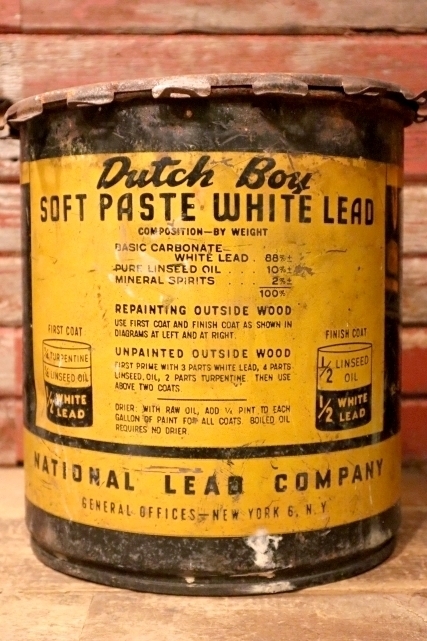 Dutch Boy
SOFT PASTE WHITE LEAD
COMPOSITION—BY WEIGHT
BASIC CARBONATE
WHITE LEAD . 88%±
PURE LINSEED OIL . 10%±
MINERAL SPIRITS . . 2%±
100%
REPAINTING OUTSIDE WOOD
USE FIRST COAT AND FINISH COAT AS SHOWN IN
DIAGRAMS AT LEFT AND AT RIGHT.
UNPAINTED OUTSIDE WOOD
FIRST PRIME WITH 3 PARTS WHITE LEAD, 4 PARTS
LINSEED OIL, 2 PARTS TURPENTINE. THEN USE
ABOVE TWO COATS.
DRIER: WITH RAW OIL, ADD 1/4 PINT TO EACH
GALLON OF PAINT FOR ALL COATS. BOILED OIL
REQUIRES NO DRIER.
FIRST COAT
TURPENTINE
LINSEED OIL
1/2 WHITE
LEAD
FINISH COAT
1/2 LINSEED
OIL
1/2 WHITE
LEAD
NATIONAL LEAD COMPANY
GENERAL OFFICES—NEW YORK 6, N.Y.